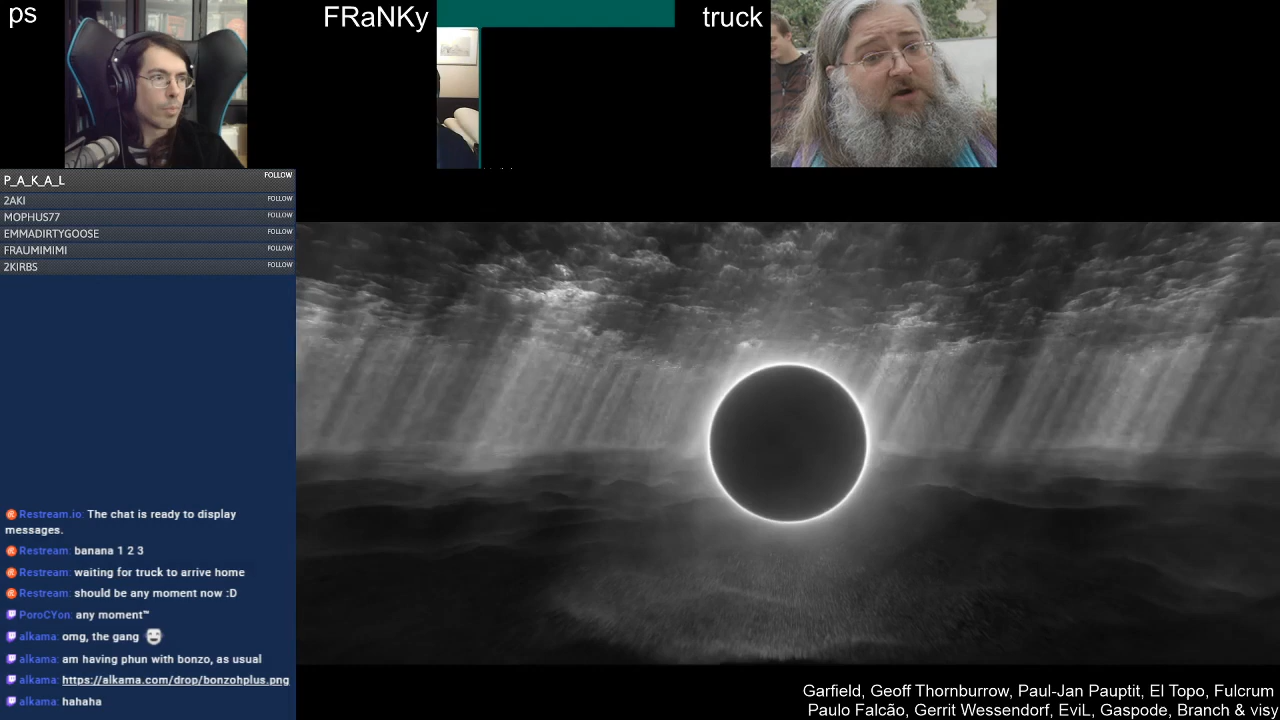 ps
FRaNKy
truck
P_A_K_A_L FOLLOW
2AKI FOLLOW
MOPHUS77 FOLLOW
EMMADIRTYGOOSE FOLLOW
FRAUMIMIMI FOLLOW
2KIRBS FOLLOW
Restream.io: The chat is ready to display
messages.
Restream: banana 1 2 3
Restream: waiting for truck to arrive home
Restream: should be any moment now :D
PoroCYon: any moment™
alkama: omg, the gang
alkama: am having phun with bonzo, as usual
alkama: https://alkama.com/drop/bonzohplus.png
alkama: hahaha
Garfield, Geoff Thornburrow, Paul-Jan Pauptit, El Topo, Fulcrum
Paulo Falcão, Gerrit Wessendorf, EviL, Gaspode, Branch & visy